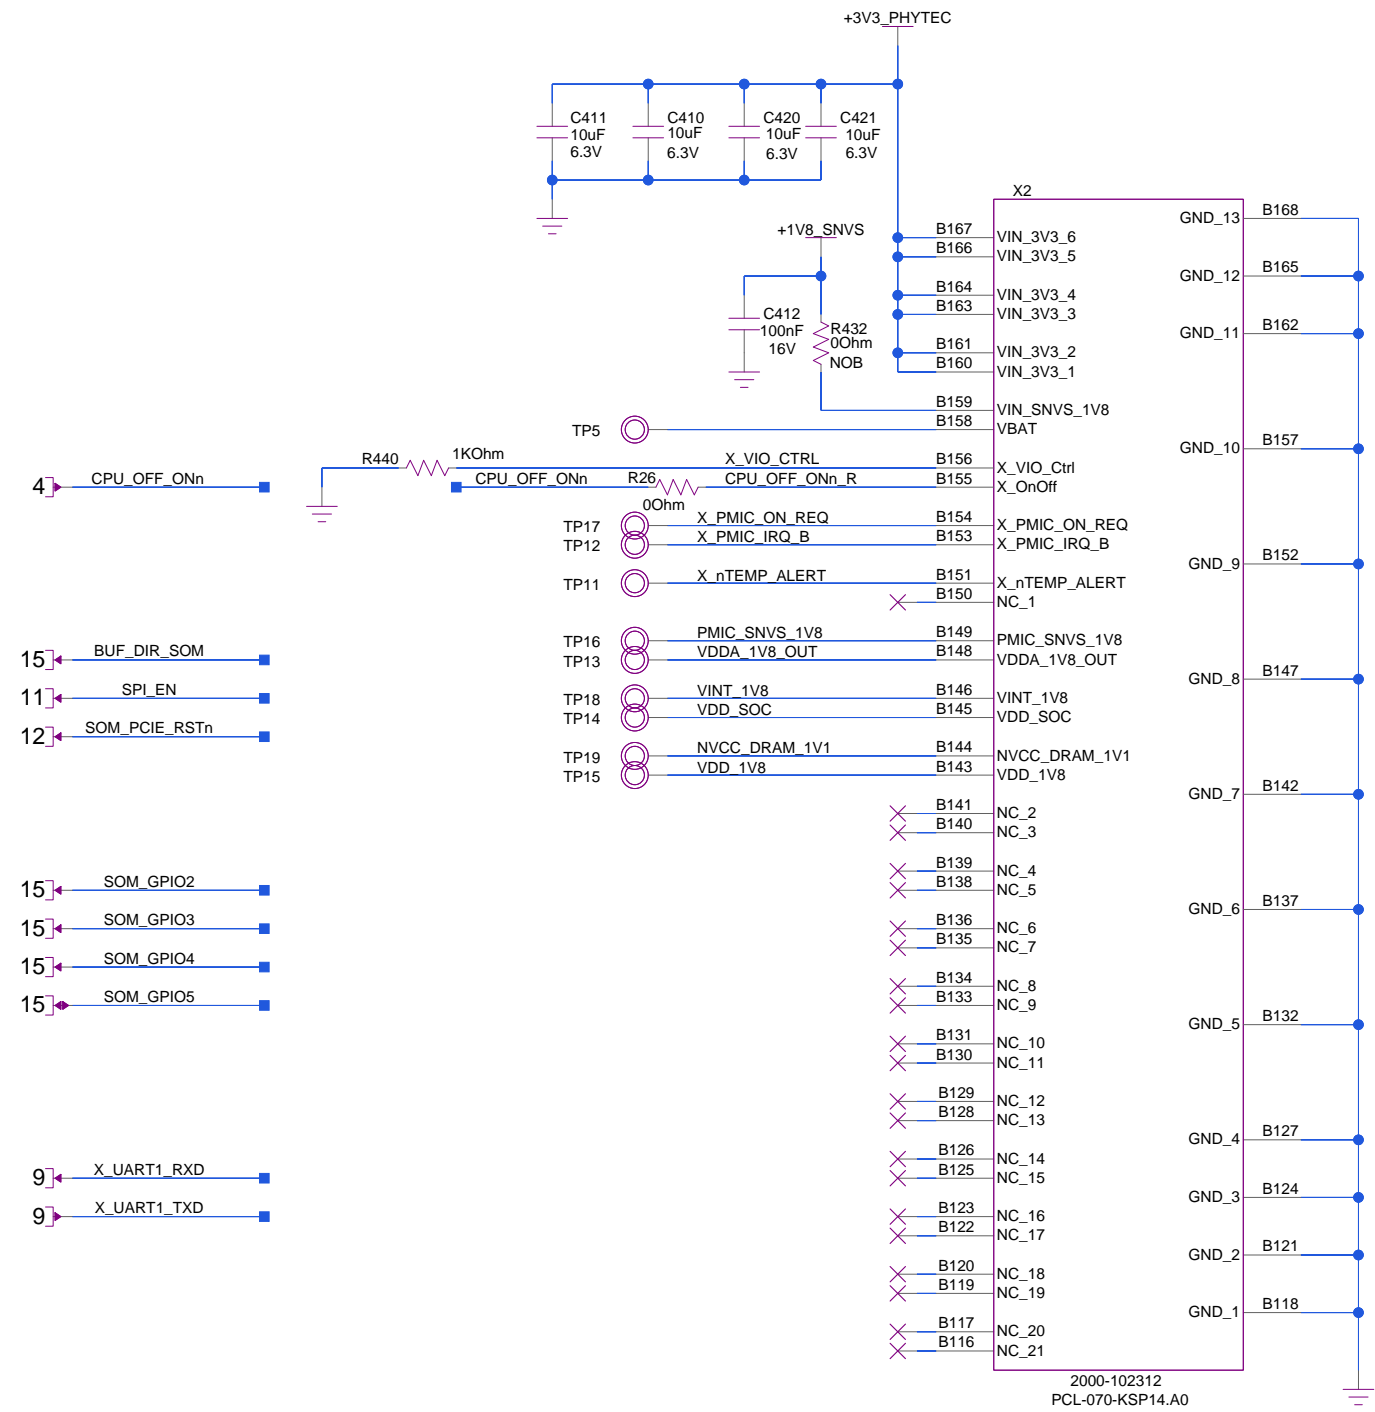 +3V3_PHYTEC
C411
10uF
6.3V
C410
10uF
6.3V
C420
10uF
6.3V
C421
10uF
6.3V
+1V8_SNVS
C412
100nF
16V
R432
0Ohm
NOB
X2
B167 VIN_3V3_6
B166 VIN_3V3_5
B164 VIN_3V3_4
B163 VIN_3V3_3
B161 VIN_3V3_2
B160 VIN_3V3_1
B159 VIN_SNVS_1V8
TP5 B158 VBAT
R440 1KOhm X_VIO_CTRL B156 X_VIO_Ctrl
CPU_OFF_ONn R26 0Ohm CPU_OFF_ONn_R B155 X_OnOff
TP17 X_PMIC_ON_REQ B154 X_PMIC_ON_REQ
TP12 X_PMIC_IRQ_B B153 X_PMIC_IRQ_B
TP11 X_nTEMP_ALERT B151 X_nTEMP_ALERT
B150 NC_1
TP16 PMIC_SNVS_1V8 B149 PMIC_SNVS_1V8
TP13 VDDA_1V8_OUT B148 VDDA_1V8_OUT
TP18 VINT_1V8 B146 VINT_1V8
TP14 VDD_SOC B145 VDD_SOC
TP19 NVCC_DRAM_1V1 B144 NVCC_DRAM_1V1
TP15 VDD_1V8 B143 VDD_1V8
B141 NC_2
B140 NC_3
B139 NC_4
B138 NC_5
B136 NC_6
B135 NC_7
B134 NC_8
B133 NC_9
B131 NC_10
B130 NC_11
B129 NC_12
B128 NC_13
B126 NC_14
B125 NC_15
B123 NC_16
B122 NC_17
B120 NC_18
B119 NC_19
B117 NC_20
B116 NC_21
GND_13 B168
GND_12 B165
GND_11 B162
GND_10 B157
GND_9 B152
GND_8 B147
GND_7 B142
GND_6 B137
GND_5 B132
GND_4 B127
GND_3 B124
GND_2 B121
GND_1 B118
2000-102312
PCL-070-KSP14.A0
4 CPU_OFF_ONn
15 BUF_DIR_SOM
11 SPI_EN
12 SOM_PCIE_RSTn
15 SOM_GPIO2
15 SOM_GPIO3
15 SOM_GPIO4
15 SOM_GPIO5
9 X_UART1_RXD
9 X_UART1_TXD